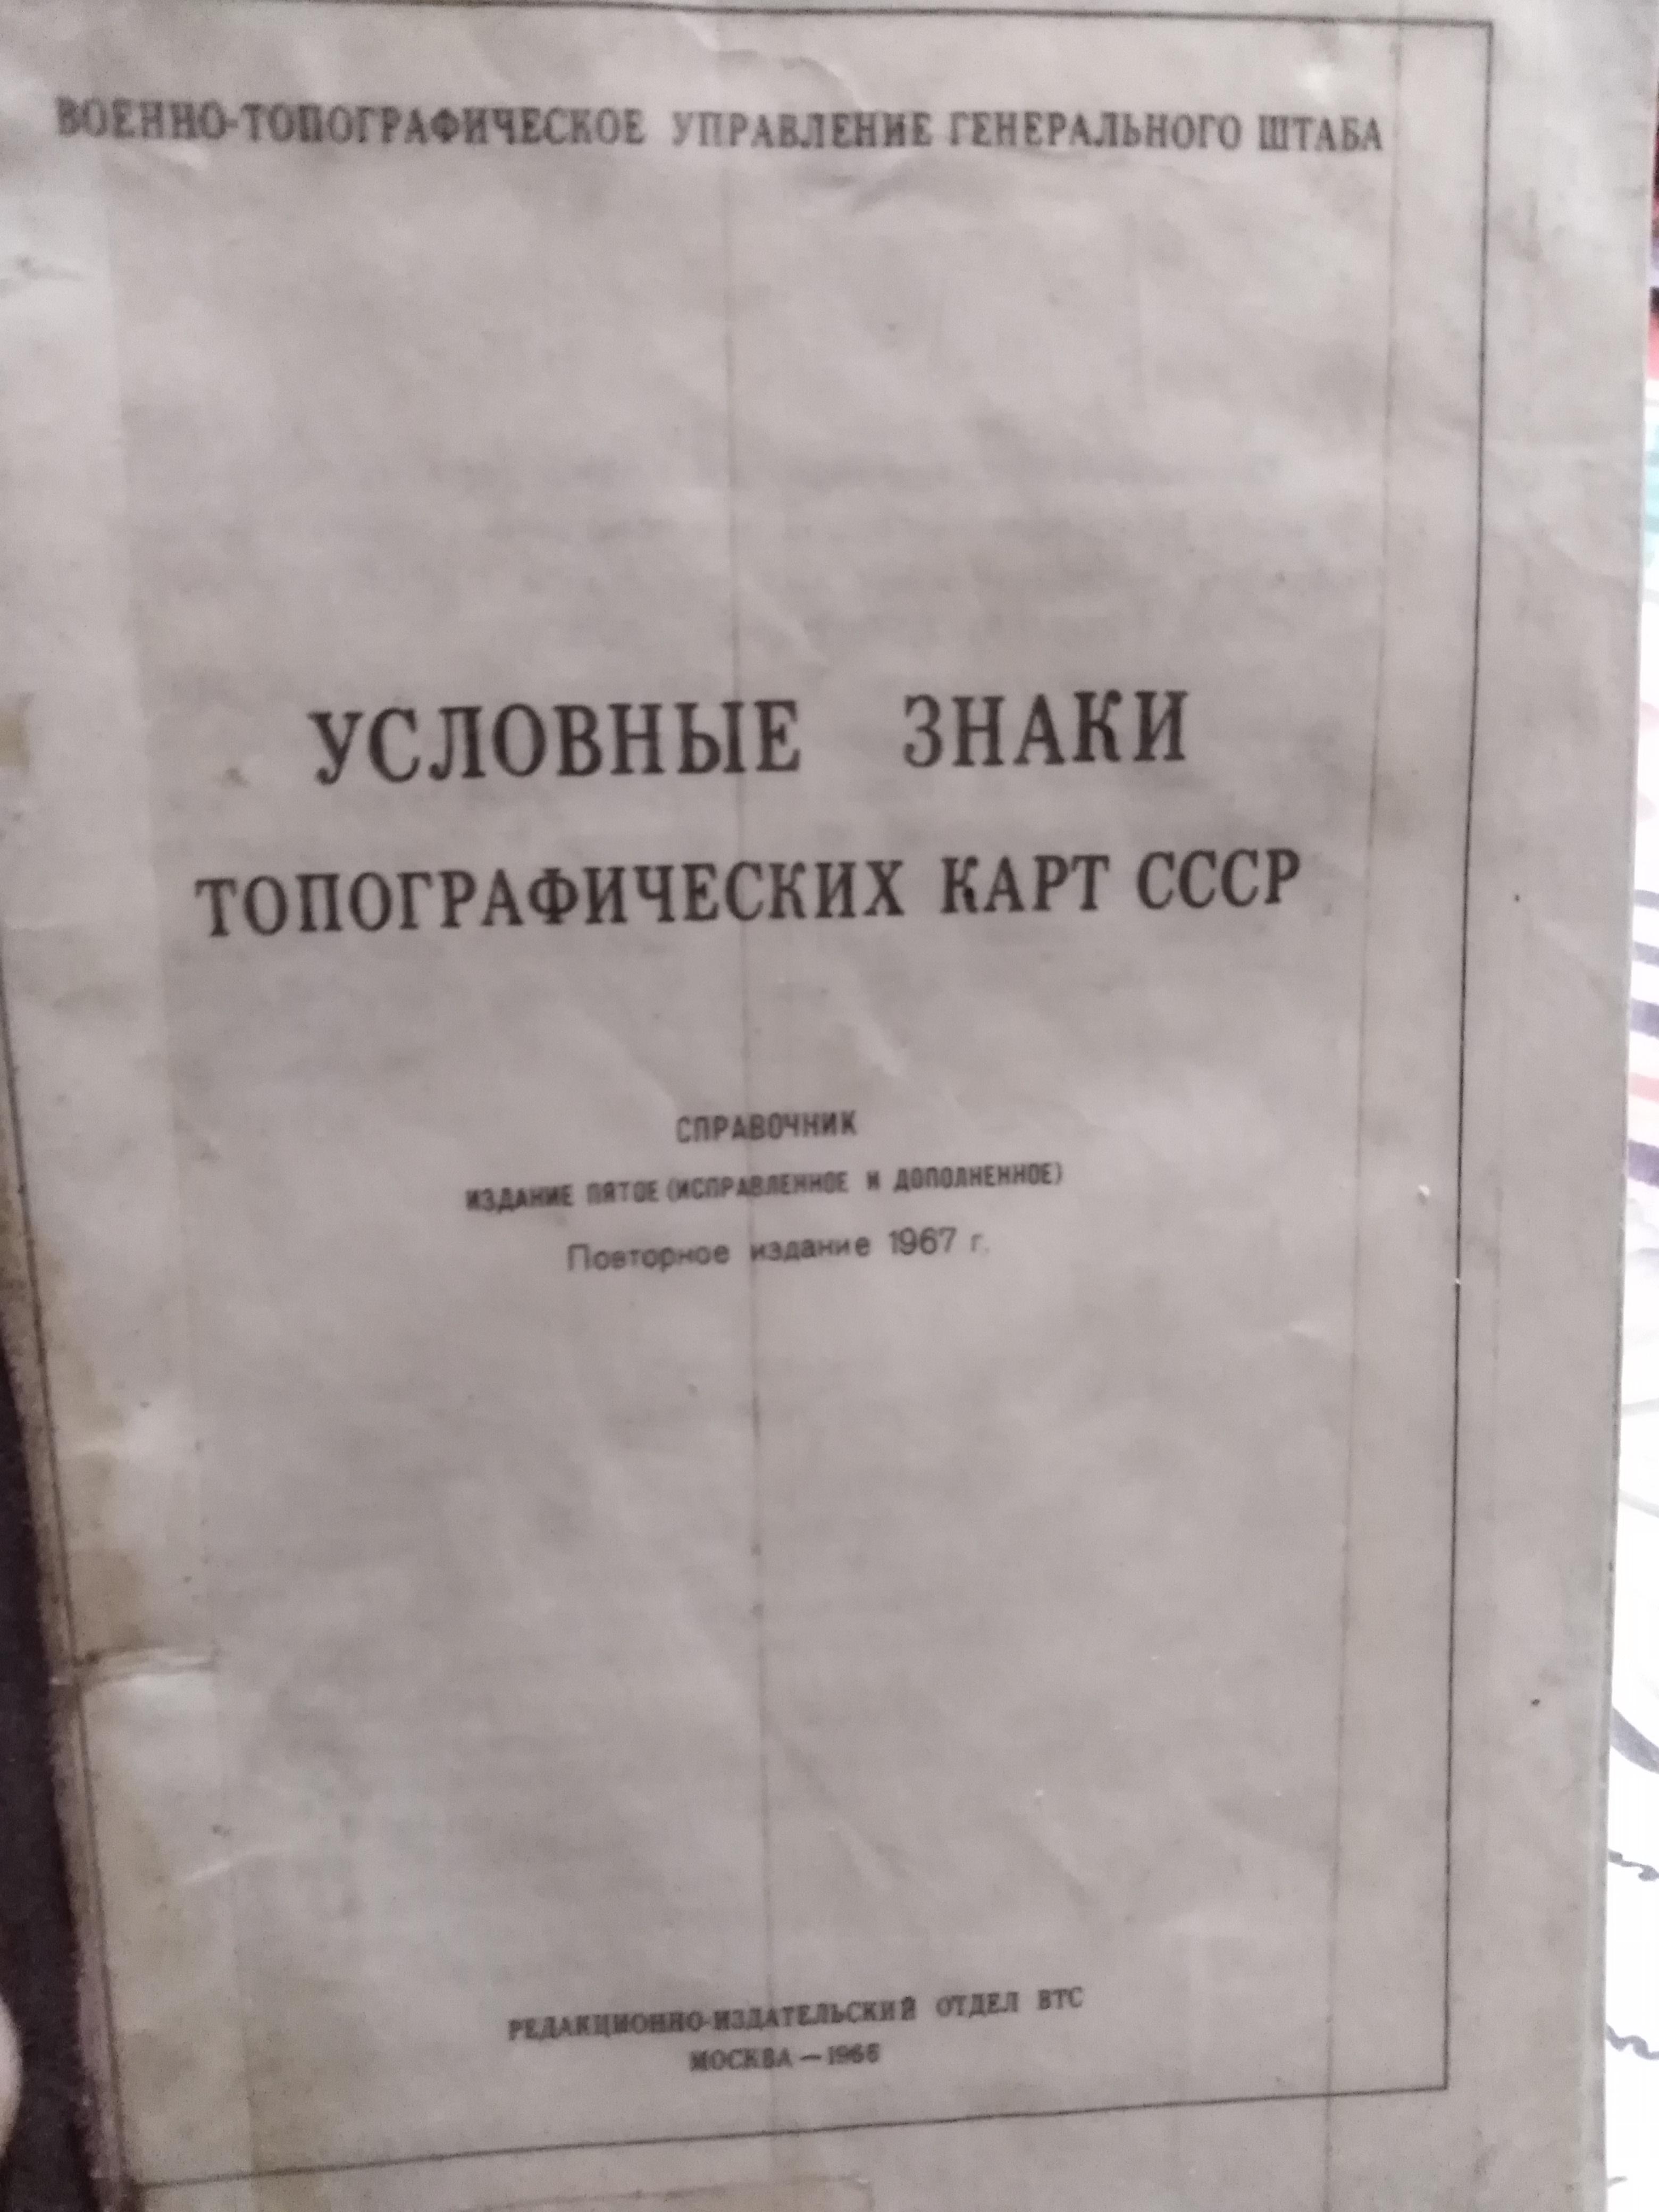 ВОЕННО-ТОПОГРАФИЧЕСКОЕ УПРАВЛЕНИЕ ГЕНЕРАЛЬНОГО ШТАБА
УСЛОВНЫЕ ЗНАКИ
ТОПОГРАФИЧЕСКИХ КАРТ СССР
СПРАВОЧНИК
ИЗДАНИЕ ПЯТОЕ (ИСПРАВЛЕННОЕ И ДОПОЛНЕННОЕ)
Повторное издание 1967 г.
РЕДАКЦИОННО-ИЗДАТЕЛЬСКИЙ ОТДЕЛ ВТС
МОСКВА — 1966